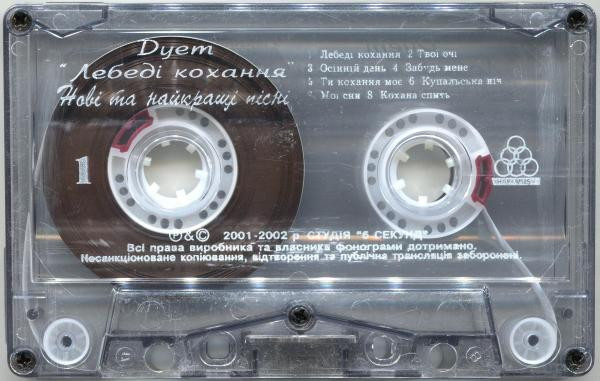 Дует
"Лебеді кохання"
Нові та найкращі пісні
1 Лебеді кохання 2 Твої очі
3 Осінній день 4 Забудь мене
5 Ти кохання моє 6 Купальська ніч
7 Мої сни 8 Кохана спить
1
℗&© 2001-2002 р СТУДІЯ "6 СЕКУНД"
Всі права виробника та власника фонограми дотримано.
Несанкціоноване копіювання, відтворення та публічна трансляція заборонені.